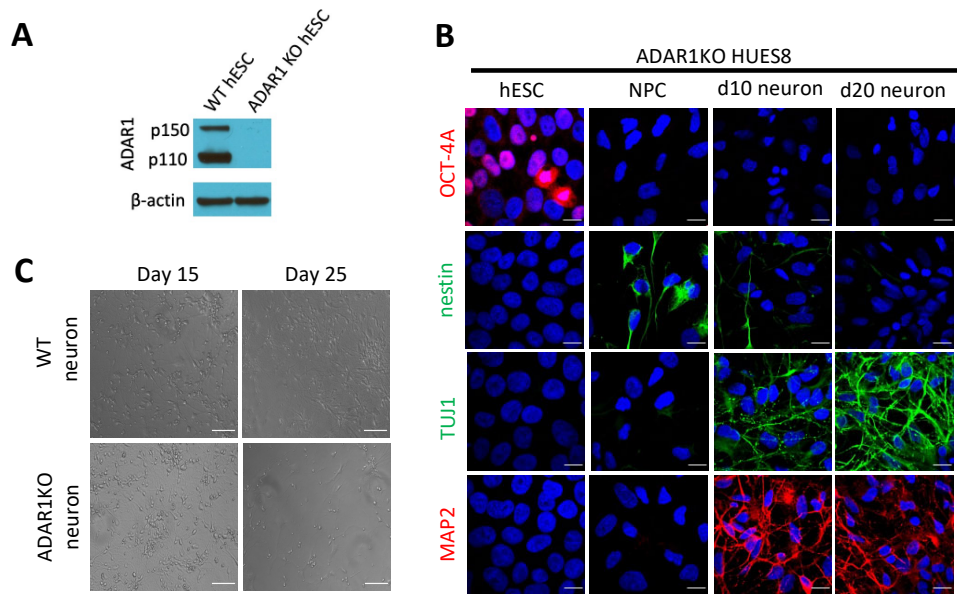 A
WT hESC
ADAR1 KO hESC
ADAR1
p150
p110
β-actin
B
ADAR1KO HUES8
hESC
NPC
d10 neuron
d20 neuron
OCT-4A
nestin
TUJ1
MAP2
C
Day 15
Day 25
WT
neuron
ADAR1KO
neuron